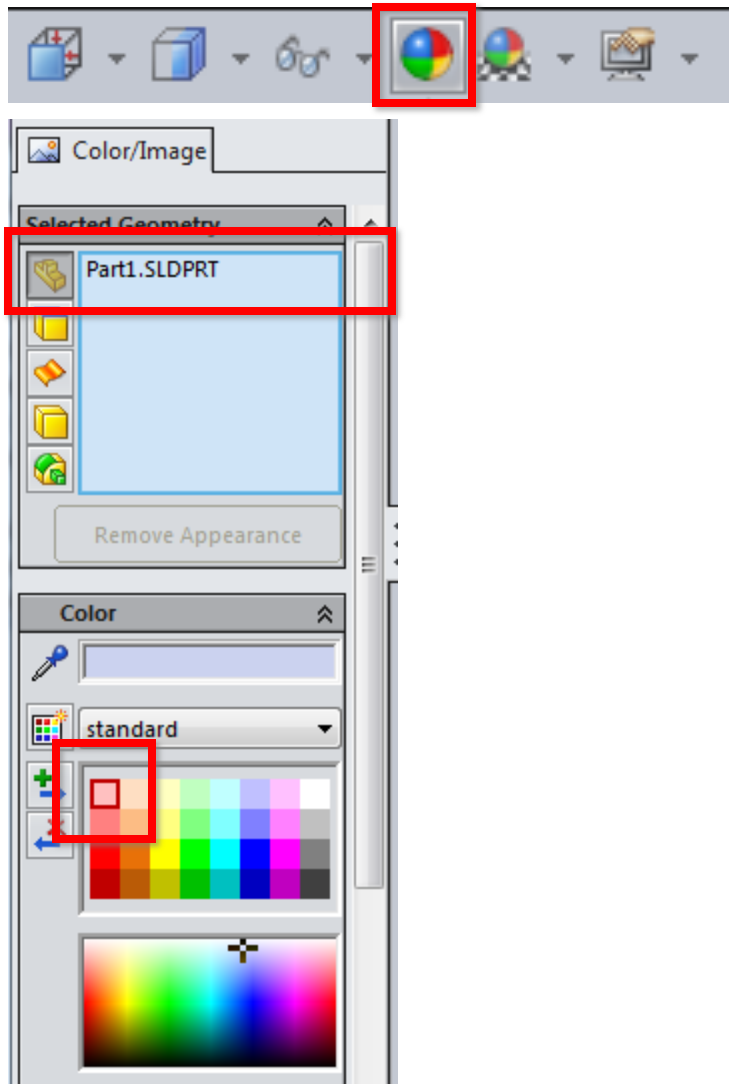 Color/Image
Selected Geometry
Part1.SLDPRT
Remove Appearance
Color
standard